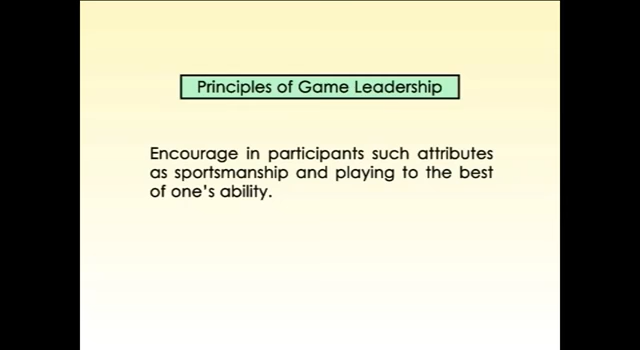 Principles of Game Leadership
Encourage in participants such attributes
as sportsmanship and playing to the best
of one's ability.